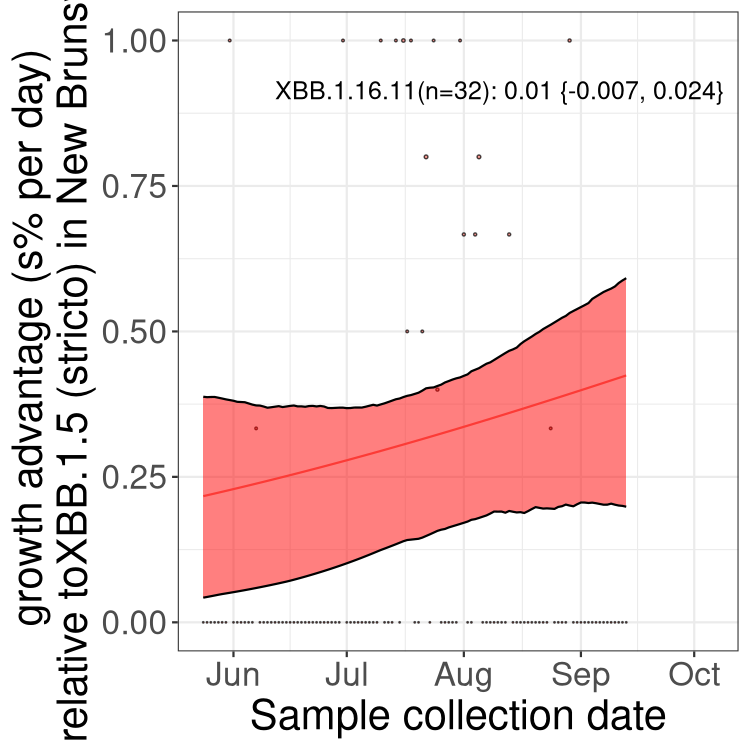 growth advantage (s% per day)
relative toXBB.1.5 (stricto) in New
XBB.1.16.11(n=32): 0.01 {-0.007, 0.024}
1.00
0.75
0.50
0.25
0.00
Jun Jul Aug Sep Oct
Sample collection date